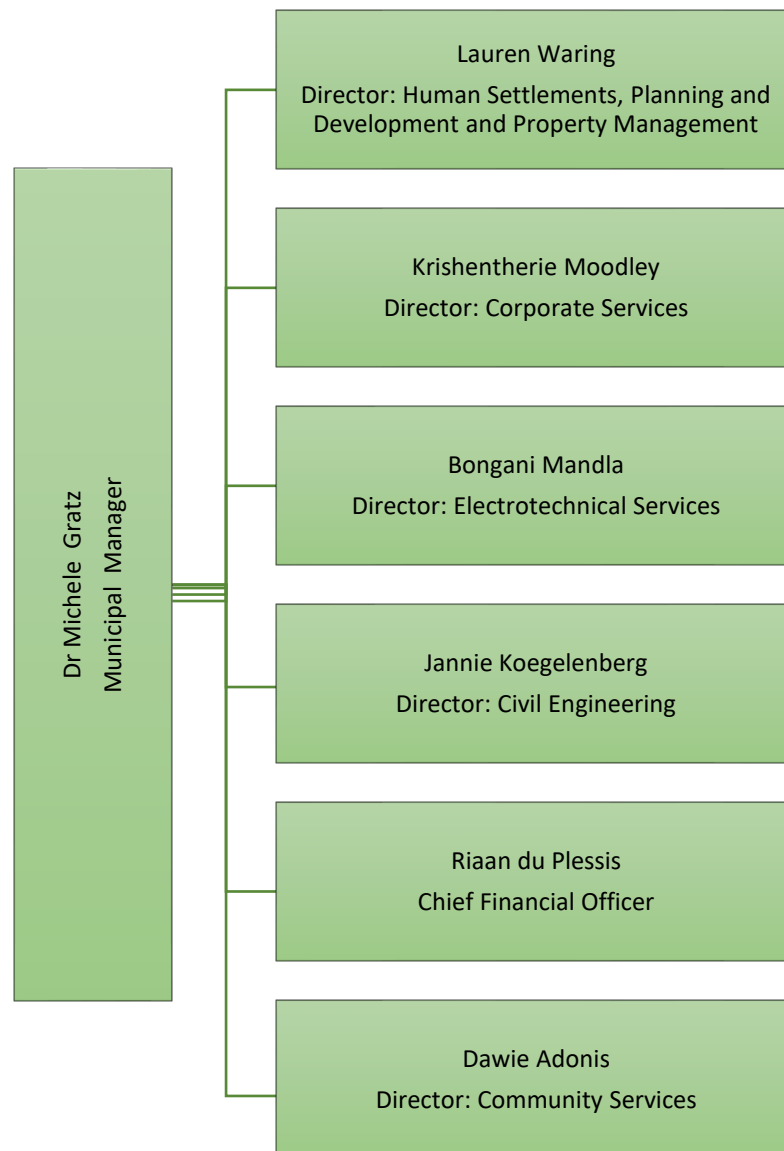 Dr Michele Gratz
Municipal Manager
Lauren Waring
Director: Human Settlements, Planning and
Development and Property Management
Krishentherie Moodley
Director: Corporate Services
Bongani Mandla
Director: Electrotechnical Services
Jannie Koegelenberg
Director: Civil Engineering
Riaan du Plessis
Chief Financial Officer
Dawie Adonis
Director: Community Services